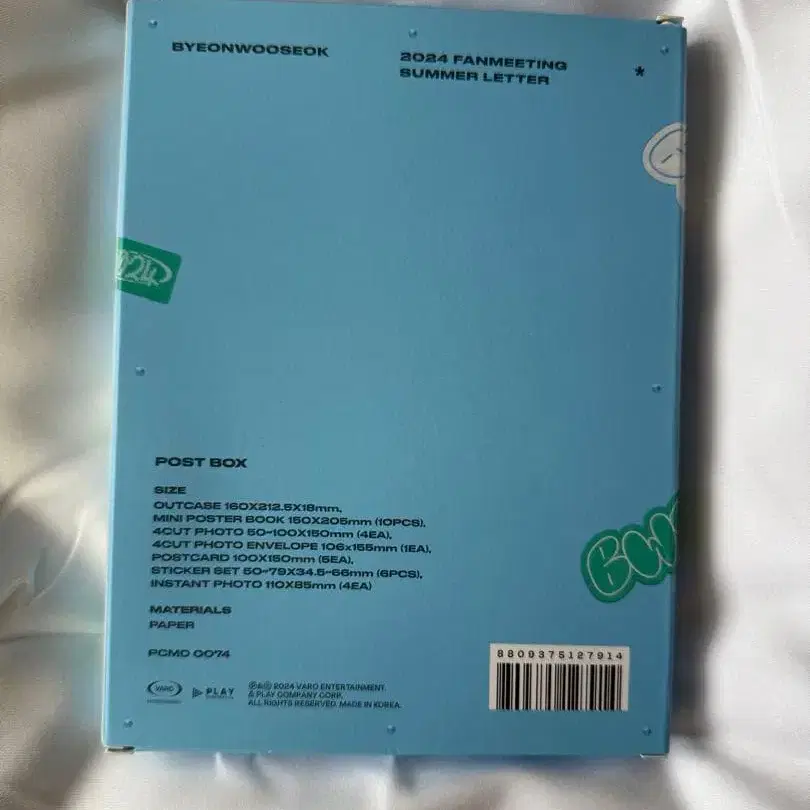 BYEONWOOSEOK
2024 FANMEETING
SUMMER LETTER
*
POST BOX
SIZE
OUTCASE 160X212.5X18mm,
MINI POSTER BOOK 150X205mm (10PCS),
4CUT PHOTO 50~100X150mm (4EA),
4CUT PHOTO ENVELOPE 106x155mm (1EA),
POSTCARD 100X150mm (5EA),
STICKER SET 50~79X34.5~66mm (6PCS),
INSTANT PHOTO 110X85mm (4EA)
MATERIALS
PAPER
PCMD 0074
8809375127914
VARO
PLAY
℗&© 2024 VARO ENTERTAINMENT.
& PLAY COMPANY CORP.
ALL RIGHTS RESERVED. MADE IN KOREA.